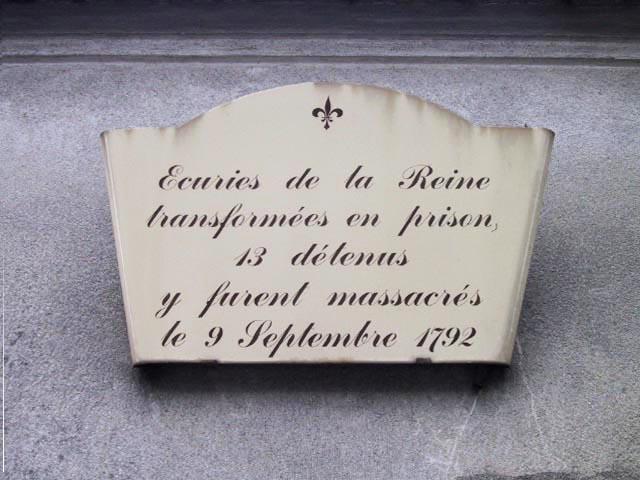 Ecuries de la Reine
transformées en prison,
13 détenus
y furent massacrés
le 9 Septembre 1792